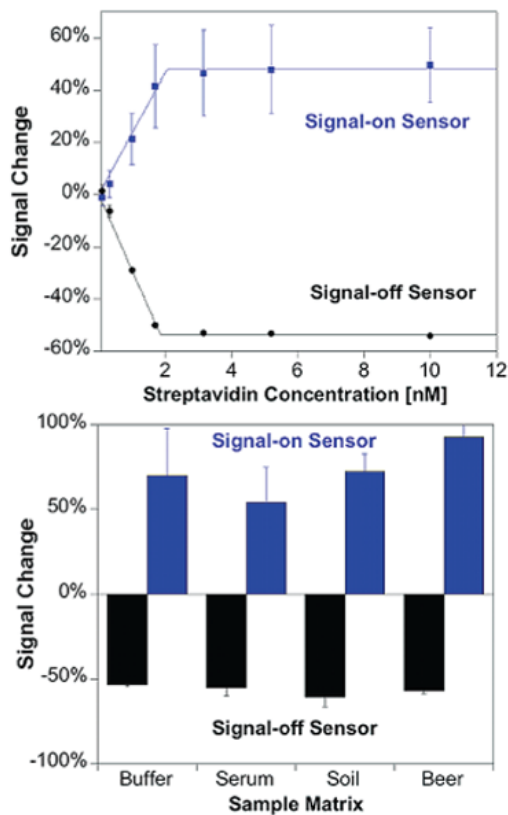 60%
40%
20%
0%
-20%
-40%
-60%
Signal Change
Signal-on Sensor
Signal-off Sensor
2 4 6 8 10 12
Streptavidin Concentration [nM]
100%
50%
0%
-50%
-100%
Signal Change
Signal-on Sensor
Signal-off Sensor
Buffer Serum Soil Beer
Sample Matrix